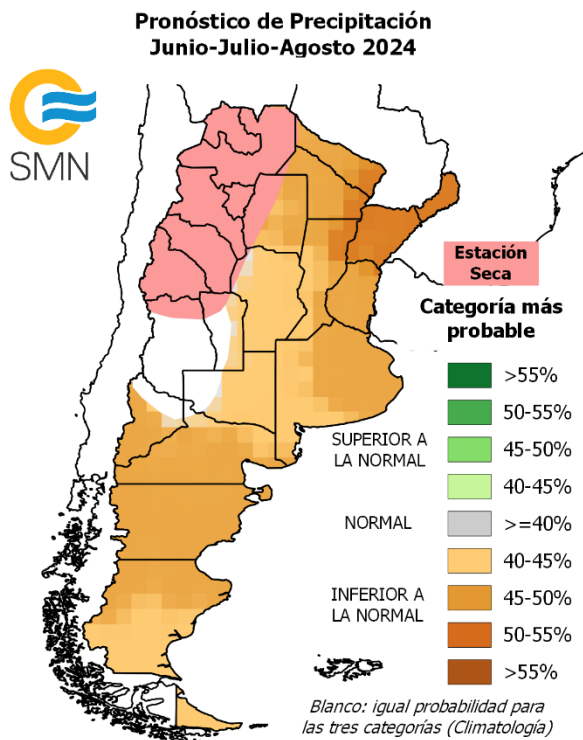 Pronóstico de Precipitación
Junio-Julio-Agosto 2024
SMN
Estación
Seca
Categoría más
probable
>55%
50-55%
SUPERIOR A
LA NORMAL
45-50%
40-45%
NORMAL
>=40%
40-45%
INFERIOR A
LA NORMAL
45-50%
50-55%
>55%
Blanco: igual probabilidad para
las tres categorías (Climatología)